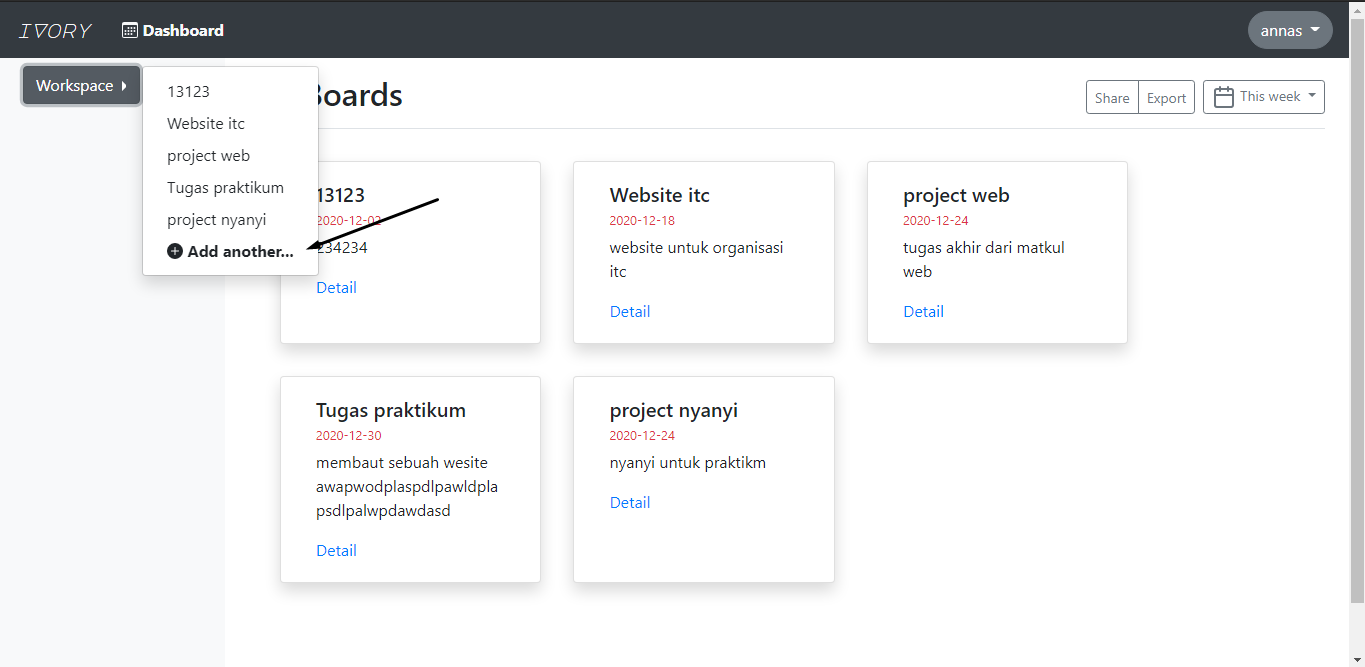 IVORY
Dashboard
annas
Workspace
13123
Website itc
project web
Tugas praktikum
project nyanyi
Add another...
Boards
Share
Export
This week
13123
2020-12-02
234234
Detail
Website itc
2020-12-18
website untuk organisasi
itc
Detail
project web
2020-12-24
tugas akhir dari matkul
web
Detail
Tugas praktikum
2020-12-30
membaut sebuah wesite
awapwodplaspdlpawldpla
psdlpalwpdawdasd
Detail
project nyanyi
2020-12-24
nyanyi untuk praktikm
Detail